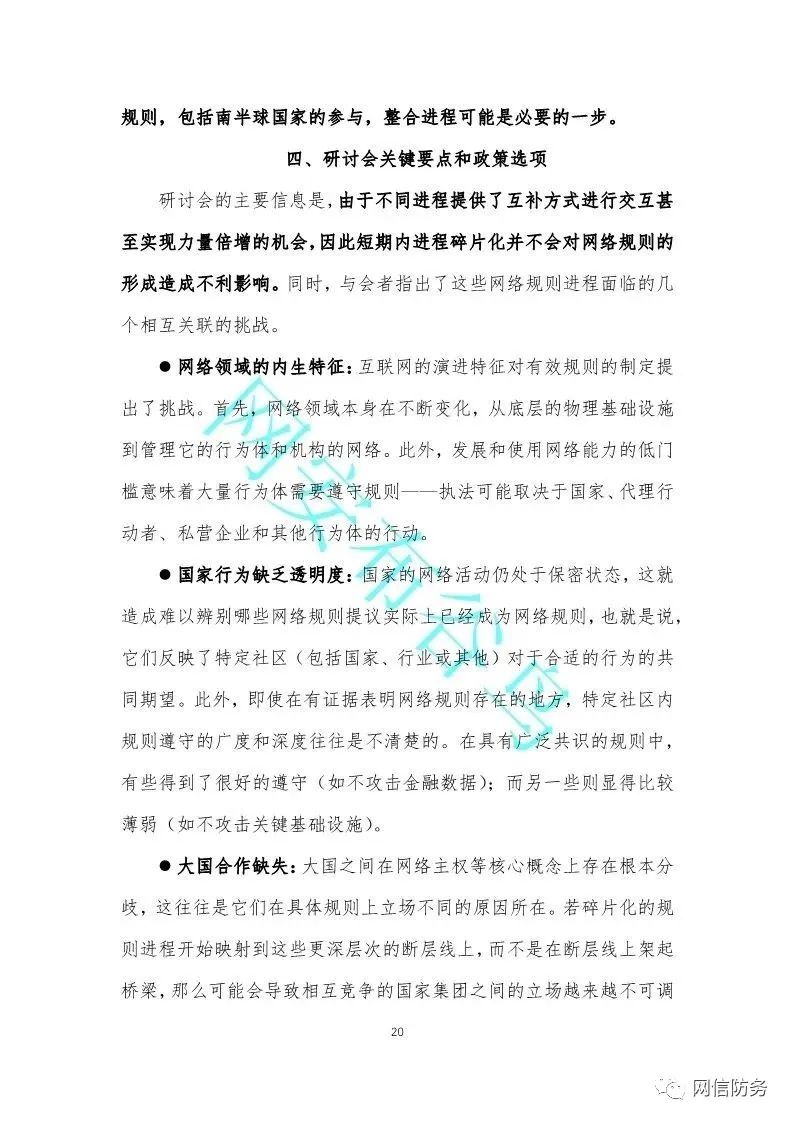 规则，包括南半球国家的参与，整合进程可能是必要的一步。
四、研讨会关键要点和政策选项
研讨会的主要信息是，由于不同进程提供了互补方式进行交互甚
至实现力量倍增的机会，因此短期内进程碎片化并不会对网络规则的
形成造成不利影响。同时，与会者指出了这些网络规则进程面临的几
个相互关联的挑战。
● 网络领域的内生特征：互联网的演进特征对有效规则的制定提
出了挑战。首先，网络领域本身在不断变化，从底层的物理基础设施
到管理它的行为体和机构的网络。此外，发展和使用网络能力的低门
槛意味着大量行为体需要遵守规则——执法可能取决于国家、代理行
动者、私营企业和其他行为体的行动。
● 国家行为缺乏透明度：国家的网络活动仍处于保密状态，这就
造成难以辨别哪些网络规则提议实际上已经成为网络规则，也就是说，
它们反映了特定社区（包括国家、行业或其他）对于合适的行为的共
同期望。此外，即使在有证据表明网络规则存在的地方，特定社区内
规则遵守的广度和深度往往是不清楚的。在具有广泛共识的规则中，
有些得到了很好的遵守（如不攻击金融数据）；而另一些则显得比较
薄弱（如不攻击关键基础设施）。
● 大国合作缺失：大国之间在网络主权等核心概念上存在根本分
歧，这往往是它们在具体规则上立场不同的原因所在。若碎片化的规
则进程开始映射到这些更深层次的断层线上，而不是在断层线上架起
桥梁，那么可能会导致相互竞争的国家集团之间的立场越来越不可调
20
网安布谷鸟
网信防务